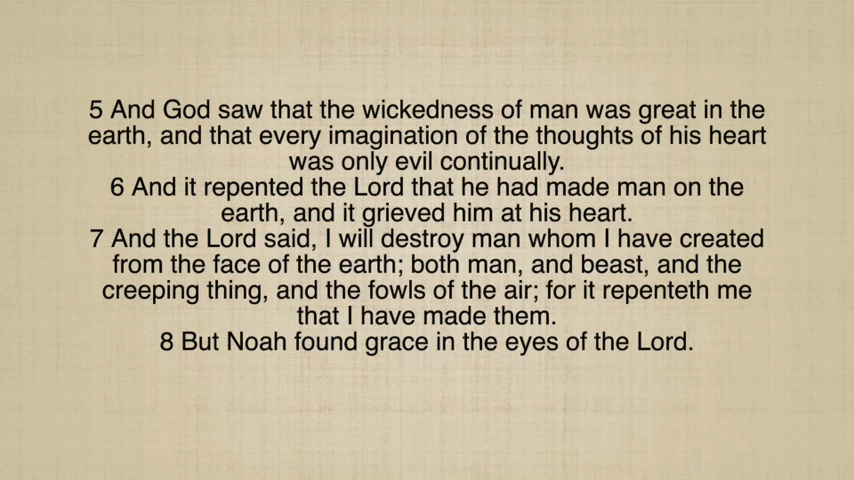 5 And God saw that the wickedness of man was great in the
earth, and that every imagination of the thoughts of his heart
was only evil continually.
6 And it repented the Lord that he had made man on the
earth, and it grieved him at his heart.
7 And the Lord said, I will destroy man whom I have created
from the face of the earth; both man, and beast, and the
creeping thing, and the fowls of the air; for it repenteth me
that I have made them.
8 But Noah found grace in the eyes of the Lord.